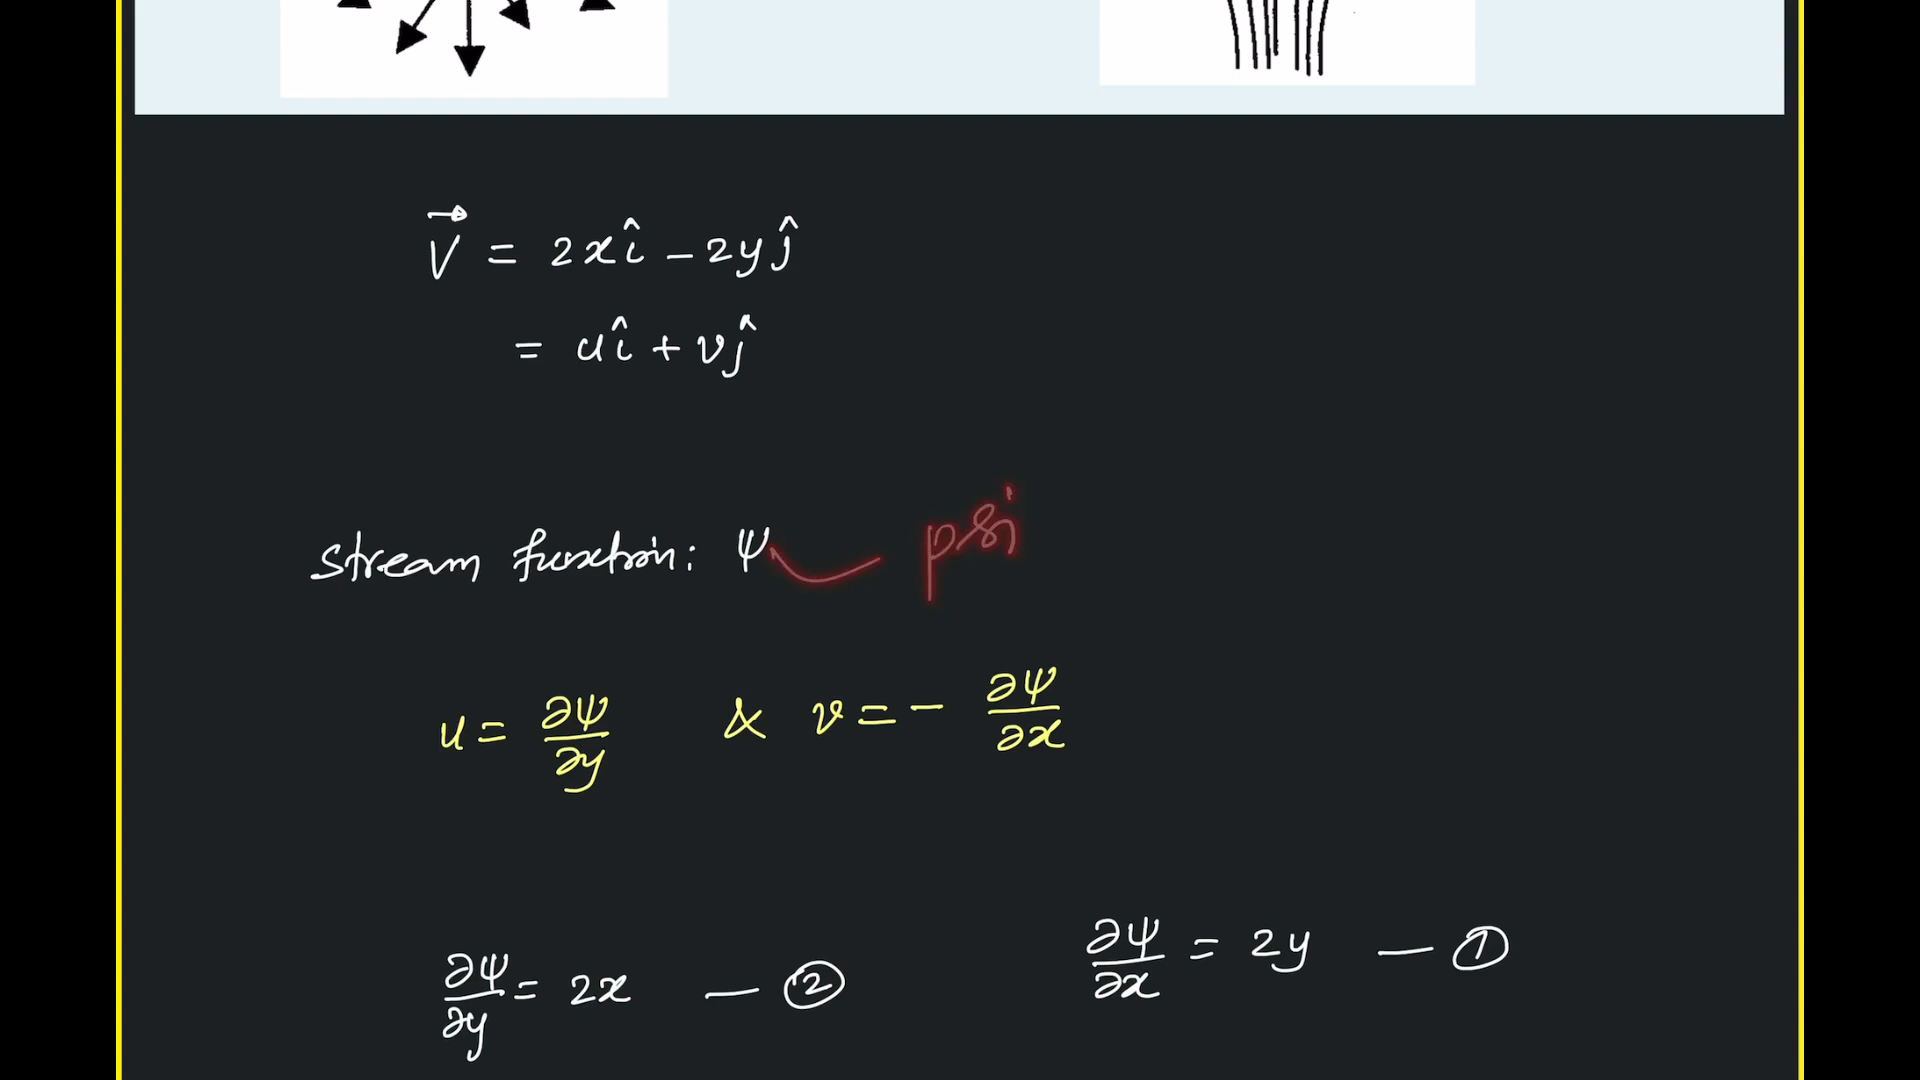 V⃗ = 2xî - 2yĵ
= uî + vĵ
Stream function: ψ psi
u = ∂ψ/∂y & v = - ∂ψ/∂x
∂ψ/∂y = 2x — ② ∂ψ/∂x = 2y — ①